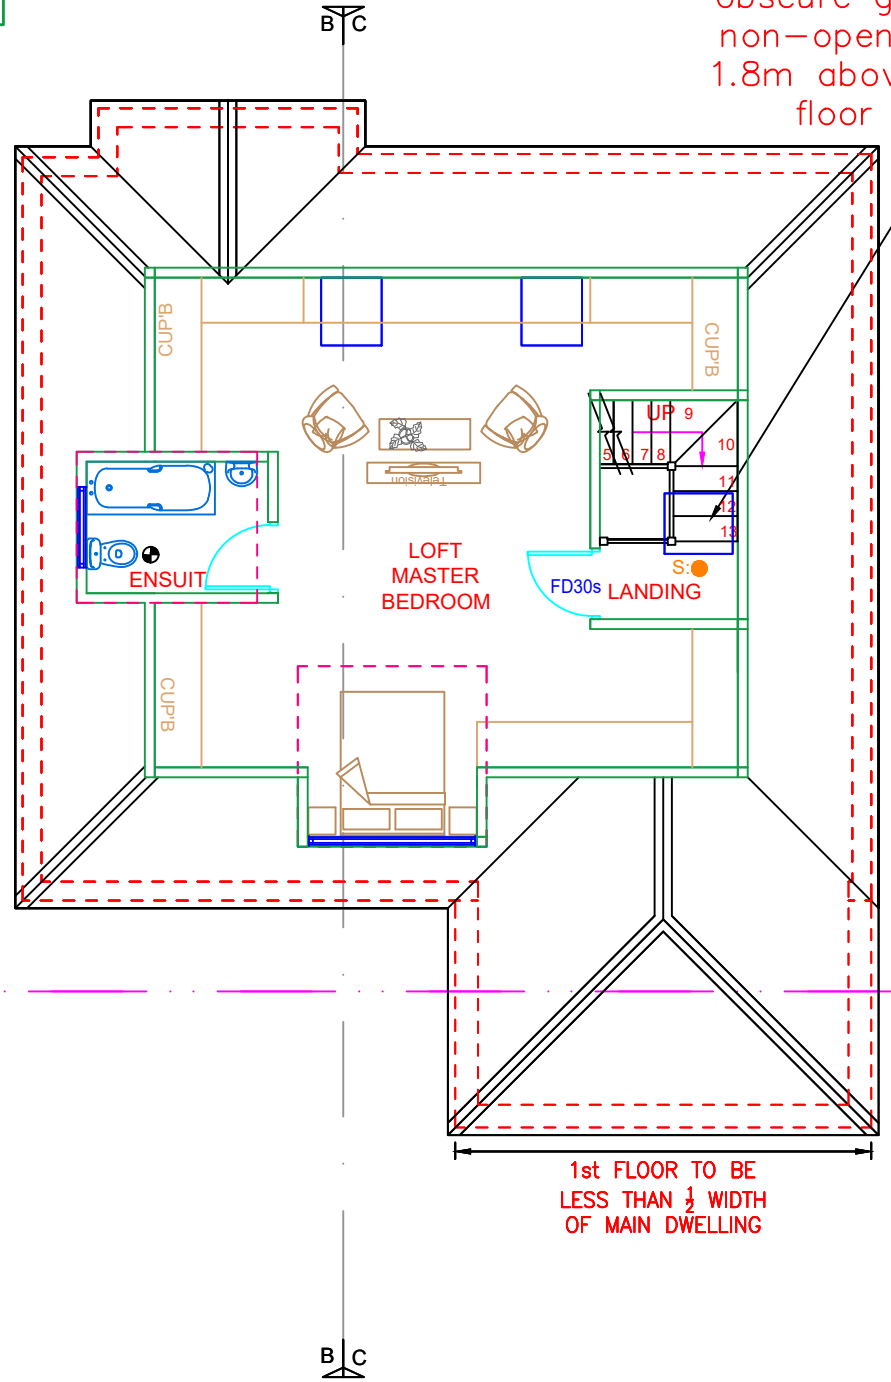 B C
obscure g
non-open
1.8m abov
floor
CUP'B
CUP'B
UP 9
5 6 7 8
10
11
12
13
Television
ENSUIT
LOFT
MASTER
BEDROOM
FD30s
S:
LANDING
CUP'B
1st FLOOR TO BE
LESS THAN 1/2 WIDTH
OF MAIN DWELLING
B C